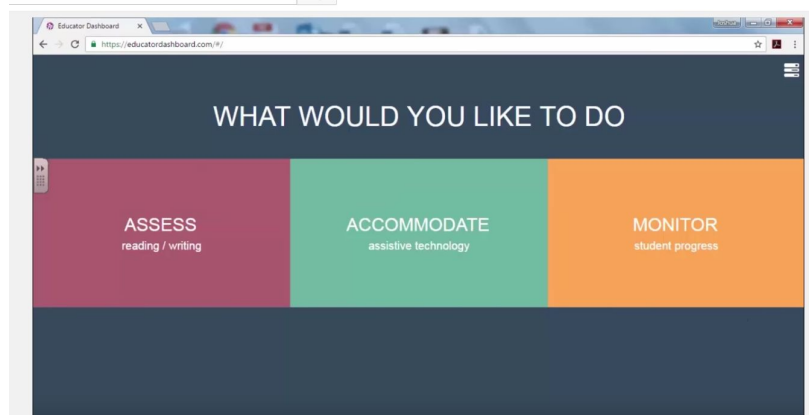 Educator Dashboard
https://educatordashboard.com/#/
WHAT WOULD YOU LIKE TO DO
ASSESS
reading / writing
ACCOMMODATE
assistive technology
MONITOR
student progress